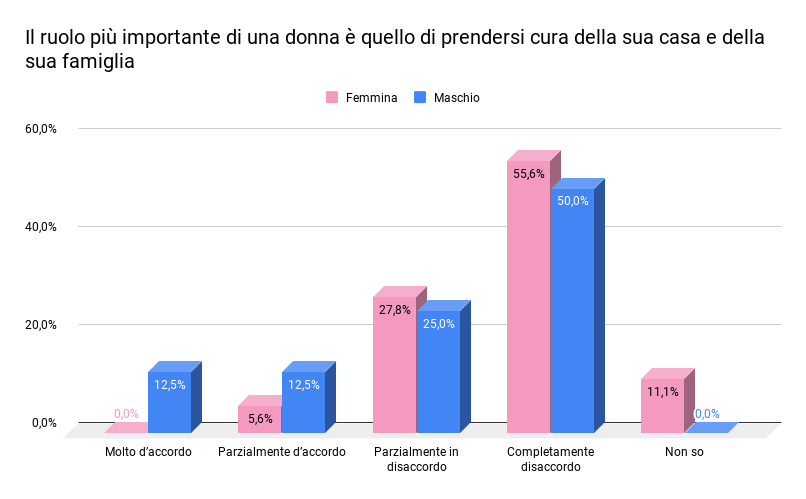 Il ruolo più importante di una donna è quello di prendersi cura della sua casa e della
sua famiglia
Femmina Maschio
60,0%
40,0%
20,0%
0,0%
0,0% 12,5% 5,6% 12,5% 27,8% 25,0% 55,6% 50,0% 11,1% 0,0%
Molto d’accordo Parzialmente d’accordo Parzialmente in Completamente Non so
disaccordo disaccordo